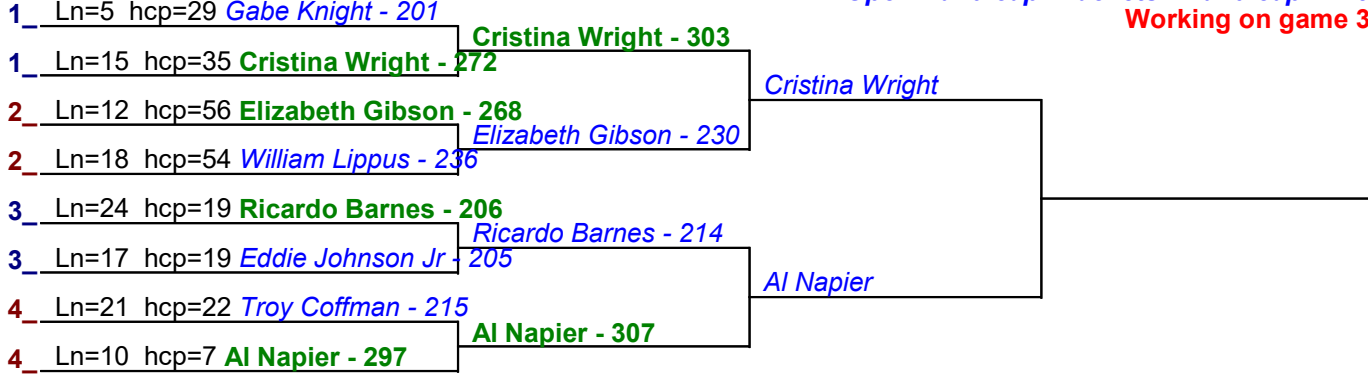 1_ Ln=5 hcp=29 Gabe Knight - 201
Working on game 3
Cristina Wright - 303
1_ Ln=15 hcp=35 Cristina Wright - 272
Cristina Wright
2_ Ln=12 hcp=56 Elizabeth Gibson - 268
Elizabeth Gibson - 230
2_ Ln=18 hcp=54 William Lippus - 236
3_ Ln=24 hcp=19 Ricardo Barnes - 206
Ricardo Barnes - 214
3_ Ln=17 hcp=19 Eddie Johnson Jr - 205
Al Napier
4_ Ln=21 hcp=22 Troy Coffman - 215
Al Napier - 307
4_ Ln=10 hcp=7 Al Napier - 297